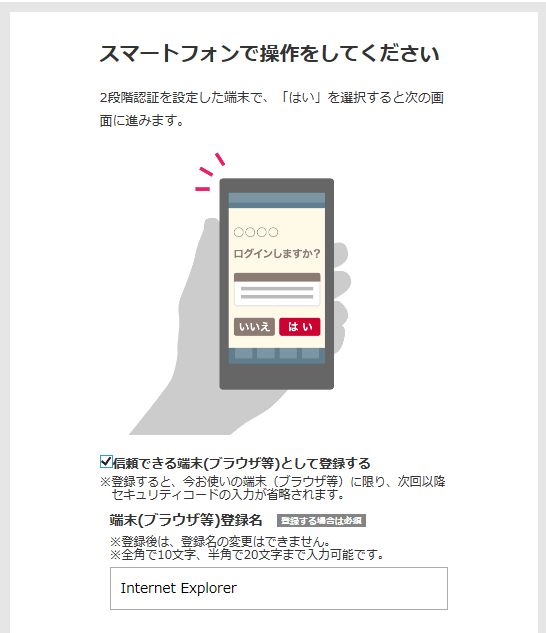 スマートフォンで操作をしてください
2段階認証を設定した端末で、「はい」を選択すると次の画
面に進みます。
○○○○
ログインしますか?
いいえ はい
信頼できる端末(ブラウザ等)として登録する
※登録すると、今お使いの端末（ブラウザ等）に限り、次回以降
セキュリティコードの入力が省略されます。
端末(ブラウザ等)登録名 登録する場合は必須
※登録後は、登録名の変更はできません。
※全角で10文字、半角で20文字まで入力可能です。
Internet Explorer